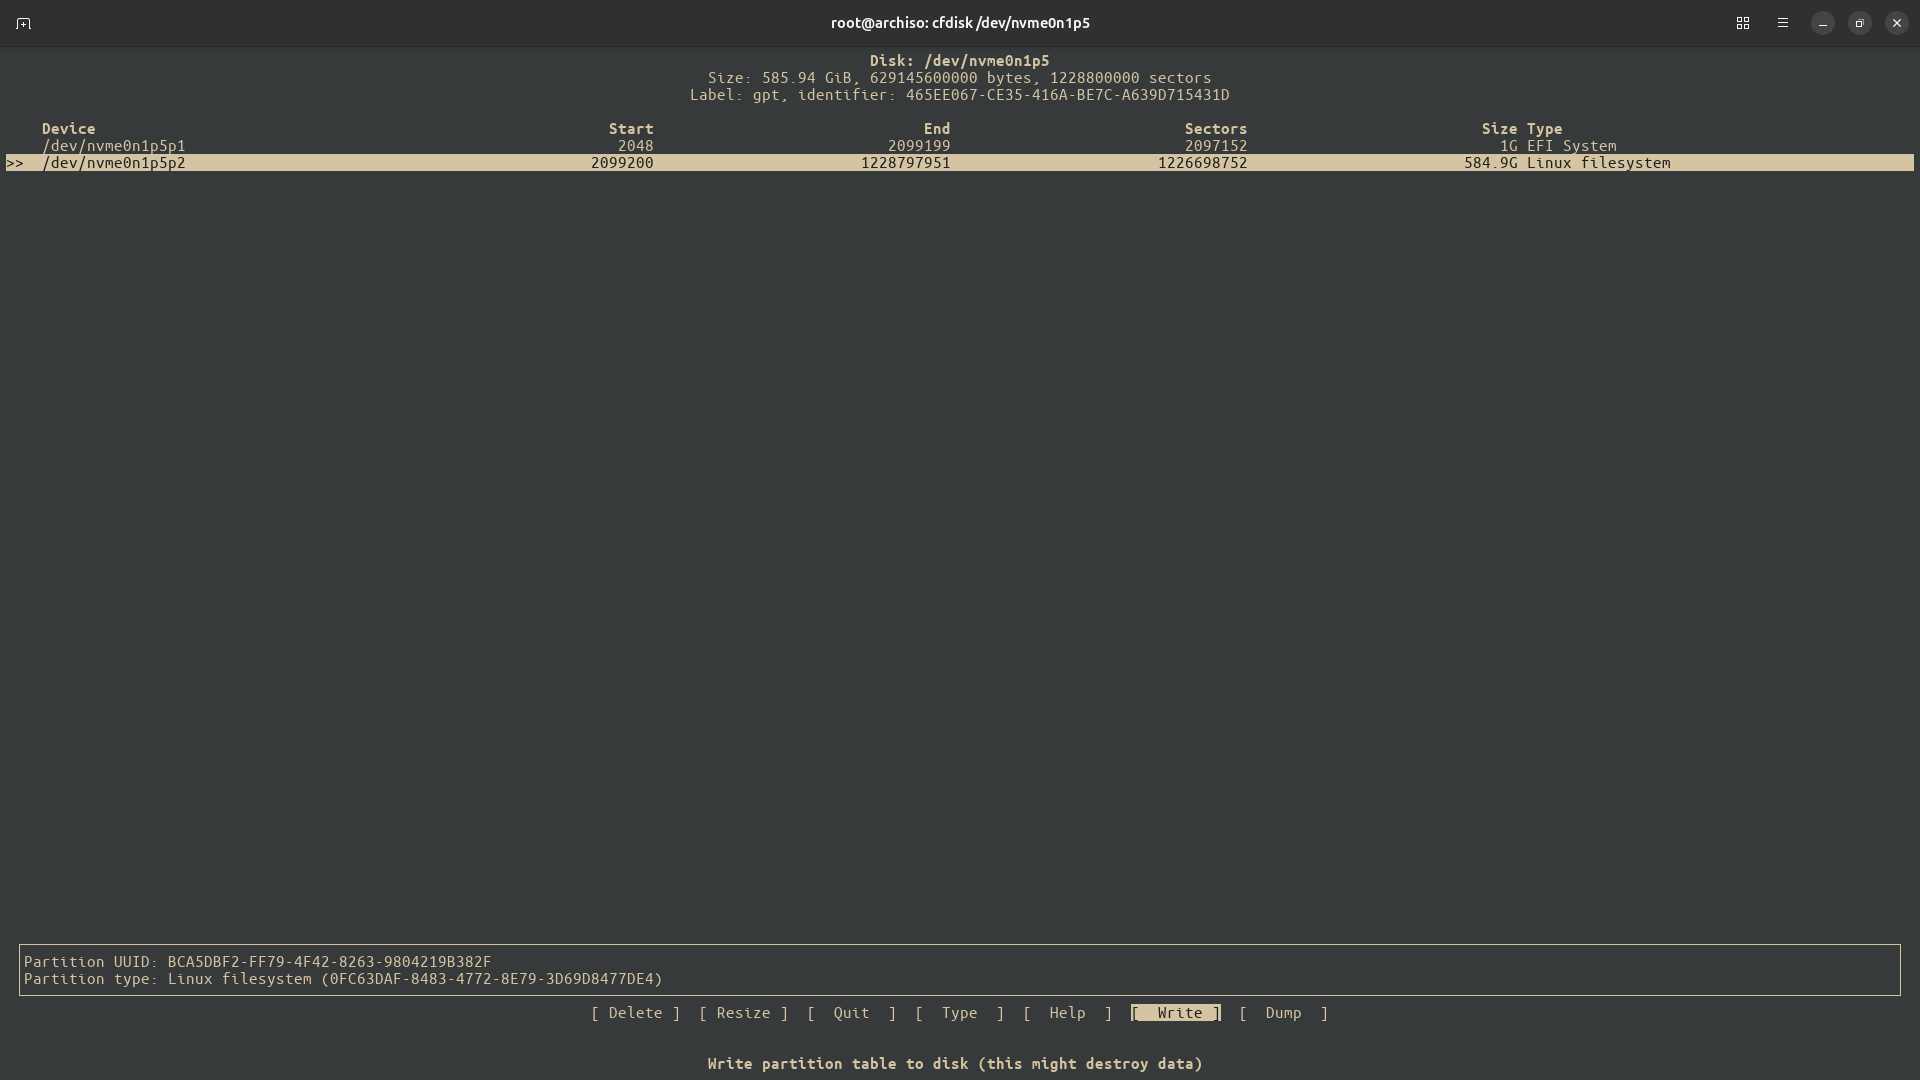 root@archiso: cfdisk /dev/nvme0n1p5
Disk: /dev/nvme0n1p5
Size: 585.94 GiB, 629145600000 bytes, 1228800000 sectors
Label: gpt, identifier: 465EE067-CE35-416A-BE7C-A639D715431D
Device Start End Sectors Size Type
/dev/nvme0n1p5p1 2048 2099199 2097152 1G EFI System
>> /dev/nvme0n1p5p2 2099200 1228797951 1226698752 584.9G Linux filesystem
Partition UUID: BCA5DBF2-FF79-4F42-8263-9804219B382F
Partition type: Linux filesystem (0FC63DAF-8483-4772-8E79-3D69D8477DE4)
[ Delete ] [ Resize ] [ Quit ] [ Type ] [ Help ] [ Write ] [ Dump ]
Write partition table to disk (this might destroy data)